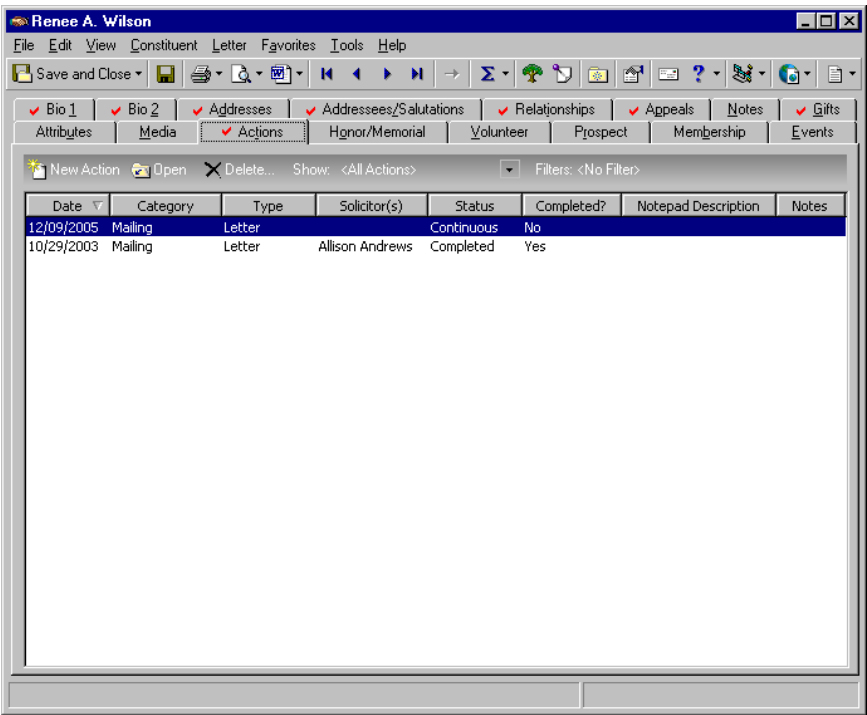 Renee A. Wilson
File Edit View Constituent Letter Favorites Tools Help
Save and Close
Bio 1 Bio 2 Addresses Addressees/Salutations Relationships Appeals Notes Gifts
Attributes Media Actions Honor/Memorial Volunteer Prospect Membership Events
New Action Open Delete... Show: <All Actions> Filters: <No Filter>
Date Category Type Solicitor(s) Status Completed? Notepad Description Notes
12/09/2005 Mailing Letter Continuous No
10/29/2003 Mailing Letter Allison Andrews Completed Yes